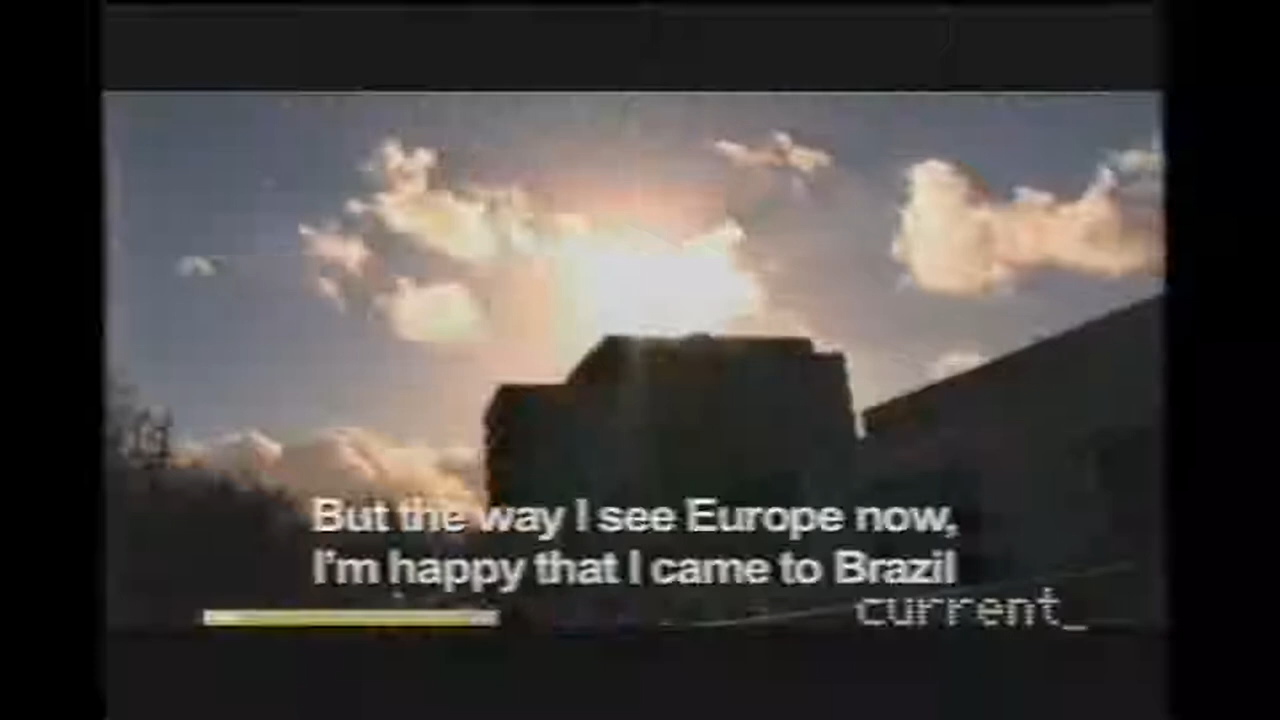 But the way I see Europe now,
I'm happy that I came to Brazil
current_